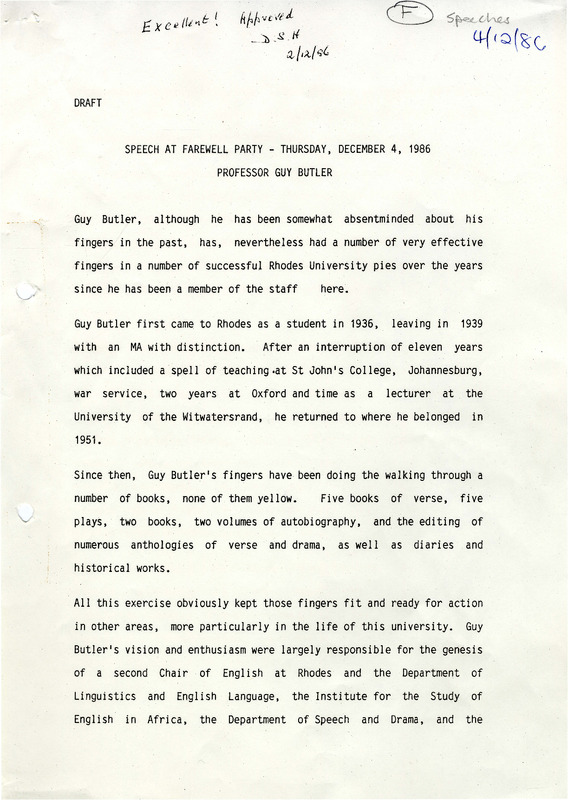 Excellent! Approved
F Speeches
- D.S.H
4/12/86
2/12/86
DRAFT
SPEECH AT FAREWELL PARTY - THURSDAY, DECEMBER 4, 1986
PROFESSOR GUY BUTLER
Guy Butler, although he has been somewhat absentminded about his
fingers in the past, has, nevertheless had a number of very effective
fingers in a number of successful Rhodes University pies over the years
since he has been a member of the staff here.
Guy Butler first came to Rhodes as a student in 1936, leaving in 1939
with an MA with distinction. After an interruption of eleven years
which included a spell of teaching at St John's College, Johannesburg,
war service, two years at Oxford and time as a lecturer at the
University of the Witwatersrand, he returned to where he belonged in
1951.
Since then, Guy Butler's fingers have been doing the walking through a
number of books, none of them yellow. Five books of verse, five
plays, two books, two volumes of autobiography, and the editing of
numerous anthologies of verse and drama, as well as diaries and
historical works.
All this exercise obviously kept those fingers fit and ready for action
in other areas, more particularly in the life of this university. Guy
Butler's vision and enthusiasm were largely responsible for the genesis
of a second Chair of English at Rhodes and the Department of
Linguistics and English Language, the Institute for the Study of
English in Africa, the Department of Speech and Drama, and the